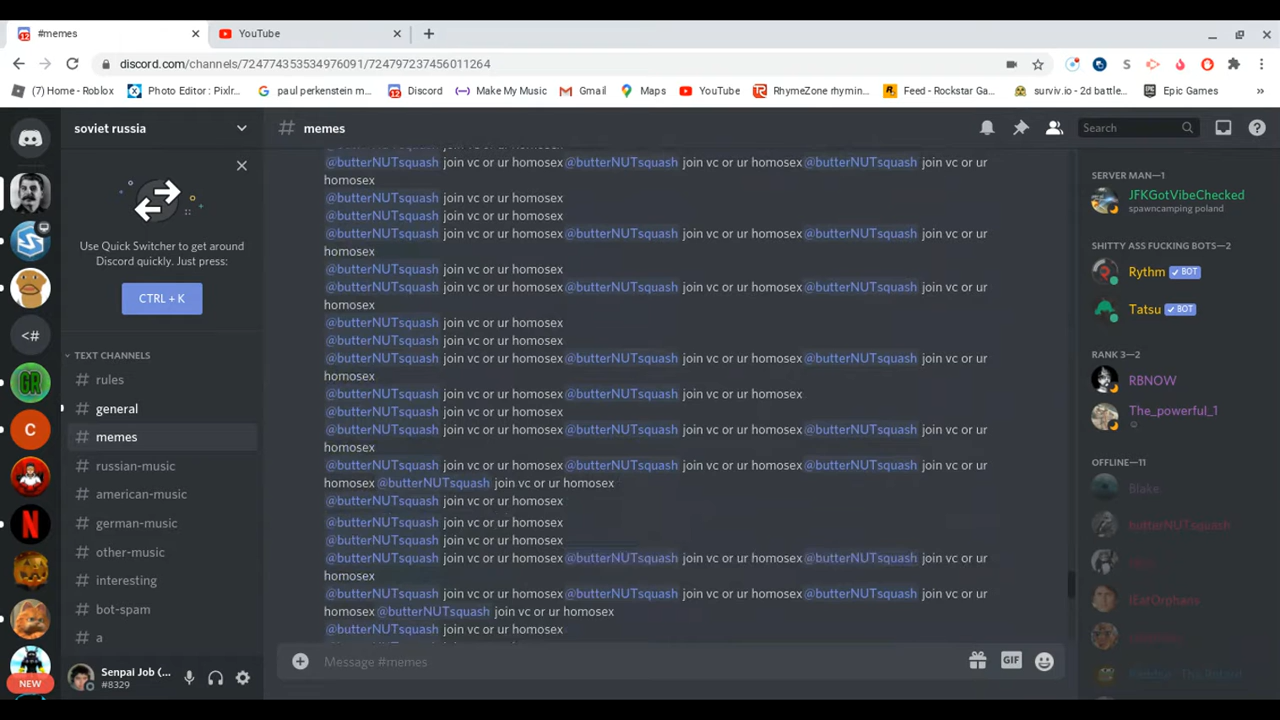 #memes
YouTube
discord.com/channels/724774353534976091/724797237456011264
(7) Home - Roblox
Photo Editor : Pixlr...
paul perkenstein m...
Discord
Make My Music
Gmail
Maps
YouTube
RhymeZone rhymin...
Feed - Rockstar Ga...
surviv.io - 2d battle...
Epic Games
soviet russia
# memes
Search
Use Quick Switcher to get around
Discord quickly. Just press:
CTRL + K
TEXT CHANNELS
# rules
# general
# memes
# russian-music
# american-music
# german-music
# other-music
# interesting
# bot-spam
# a
<#
GR
C
N
NEW
Senpai Job (...
#8329
@butterNUTsquash join vc or ur homosex @butterNUTsquash join vc or ur homosex @butterNUTsquash join vc or ur
homosex
@butterNUTsquash join vc or ur homosex
@butterNUTsquash join vc or ur homosex
@butterNUTsquash join vc or ur homosex @butterNUTsquash join vc or ur homosex @butterNUTsquash join vc or ur
homosex
@butterNUTsquash join vc or ur homosex
@butterNUTsquash join vc or ur homosex @butterNUTsquash join vc or ur homosex @butterNUTsquash join vc or ur
homosex
@butterNUTsquash join vc or ur homosex
@butterNUTsquash join vc or ur homosex
@butterNUTsquash join vc or ur homosex @butterNUTsquash join vc or ur homosex @butterNUTsquash join vc or ur
homosex
@butterNUTsquash join vc or ur homosex @butterNUTsquash join vc or ur homosex
@butterNUTsquash join vc or ur homosex
@butterNUTsquash join vc or ur homosex @butterNUTsquash join vc or ur homosex @butterNUTsquash join vc or ur
homosex
@butterNUTsquash join vc or ur homosex @butterNUTsquash join vc or ur homosex @butterNUTsquash join vc or ur
homosex @butterNUTsquash join vc or ur homosex
@butterNUTsquash join vc or ur homosex
@butterNUTsquash join vc or ur homosex
@butterNUTsquash join vc or ur homosex
@butterNUTsquash join vc or ur homosex @butterNUTsquash join vc or ur homosex @butterNUTsquash join vc or ur
homosex
@butterNUTsquash join vc or ur homosex @butterNUTsquash join vc or ur homosex @butterNUTsquash join vc or ur
homosex @butterNUTsquash join vc or ur homosex
@butterNUTsquash join vc or ur homosex
Message #memes
GIF
SERVER MAN—1
JFKGotVibeChecked
spawncamping poland
SHITTY ASS FUCKING BOTS—2
Rythm BOT
Tatsu BOT
RANK 3—2
RBNOW
The_powerful_1
OFFLINE—11
Blake
butterNUTsquash
iEatOrphans